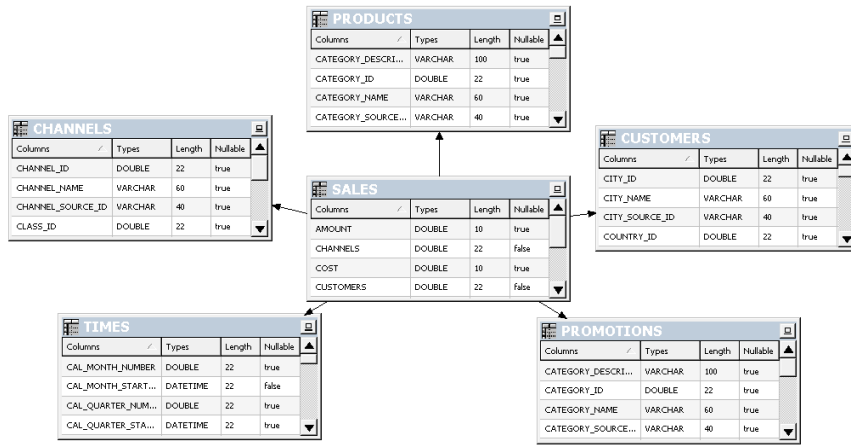 PRODUCTS
Columns Types Length Nullable
CATEGORY_DESCRI... VARCHAR 100 true
CATEGORY_ID DOUBLE 22 true
CATEGORY_NAME VARCHAR 60 true
CATEGORY_SOURCE... VARCHAR 40 true
CHANNELS
Columns Types Length Nullable
CHANNEL_ID DOUBLE 22 true
CHANNEL_NAME VARCHAR 60 true
CHANNEL_SOURCE_ID VARCHAR 40 true
CLASS_ID DOUBLE 22 true
CUSTOMERS
Columns Types Length Nullable
CITY_ID DOUBLE 22 true
CITY_NAME VARCHAR 60 true
CITY_SOURCE_ID VARCHAR 40 true
COUNTRY_ID DOUBLE 22 true
SALES
Columns Types Length Nullable
AMOUNT DOUBLE 10 true
CHANNELS DOUBLE 22 false
COST DOUBLE 10 true
CUSTOMERS DOUBLE 22 false
TIMES
Columns Types Length Nullable
CAL_MONTH_NUMBER DOUBLE 22 true
CAL_MONTH_START... DATETIME 22 false
CAL_QUARTER_NUM... DOUBLE 22 true
CAL_QUARTER_STA... DATETIME 22 true
PROMOTIONS
Columns Types Length Nullable
CATEGORY_DESCRI... VARCHAR 100 true
CATEGORY_ID DOUBLE 22 true
CATEGORY_NAME VARCHAR 60 true
CATEGORY_SOURCE... VARCHAR 40 true